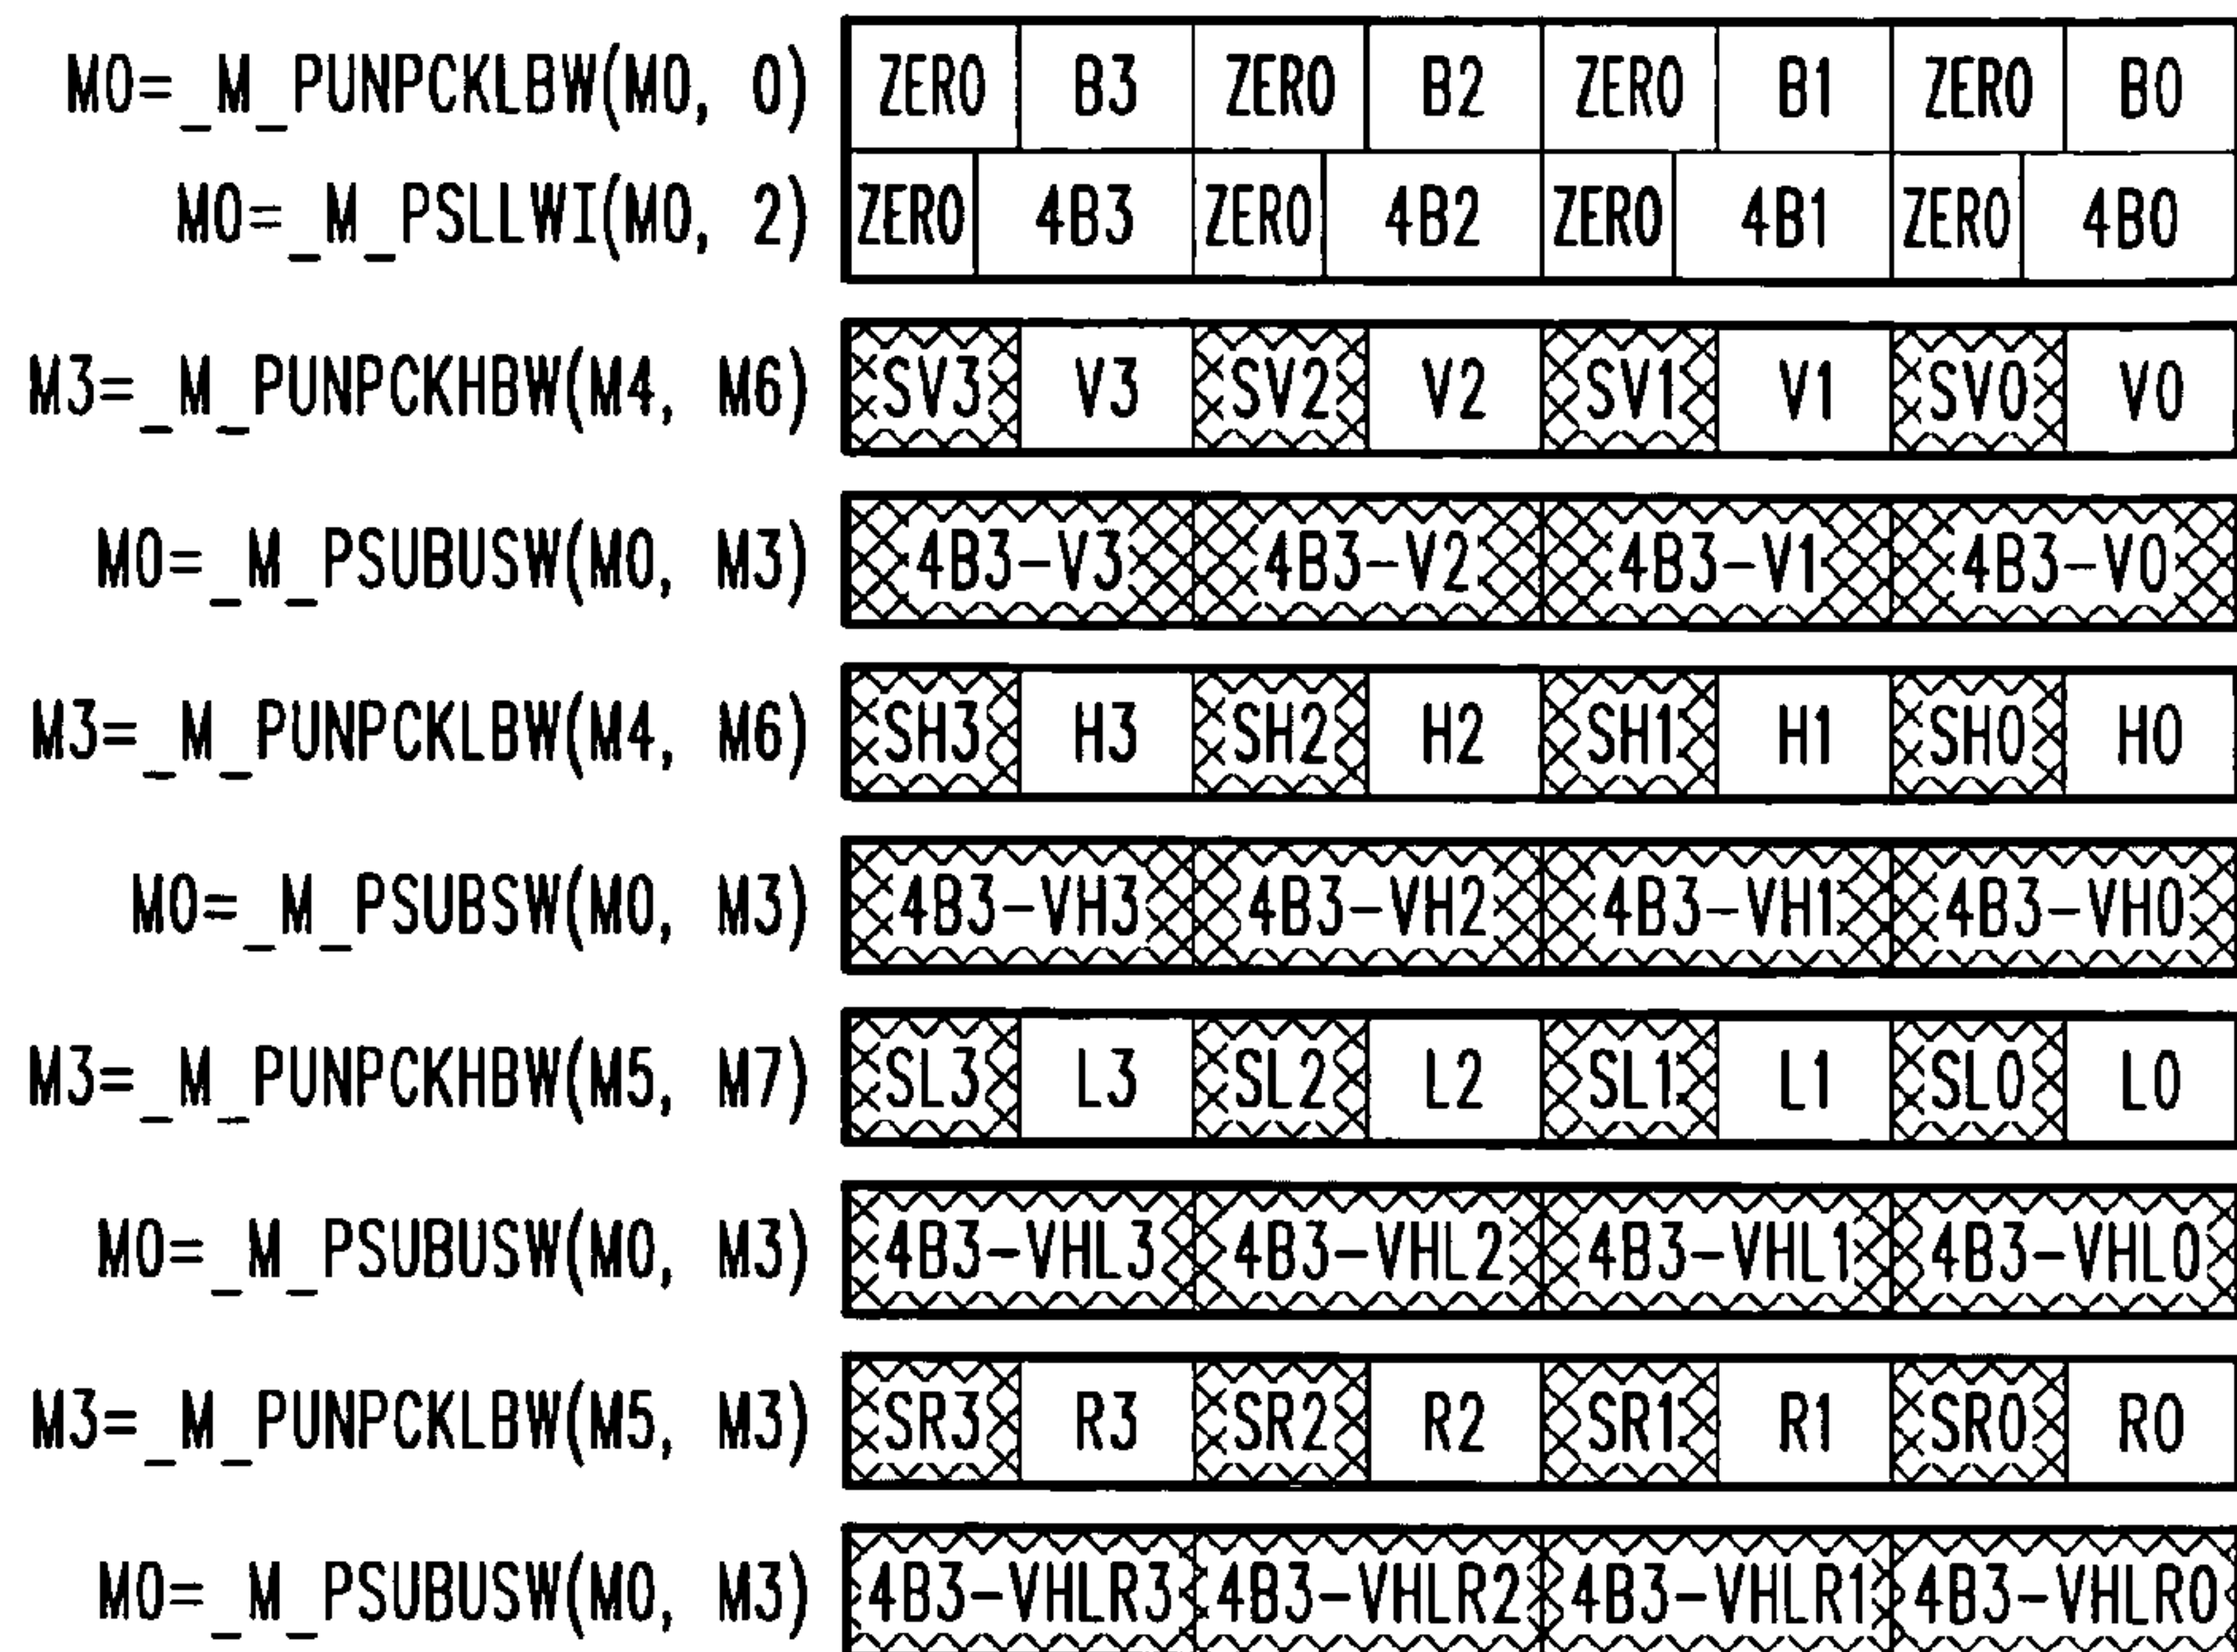 M0= _M_PUNPCKLBW(M0, 0) ZERO B3 ZERO B2 ZERO B1 ZERO B0
M0= _M_PSLLWI(M0, 2) ZERO 4B3 ZERO 4B2 ZERO 4B1 ZERO 4B0
M3= _M_PUNPCKHBW(M4, M6) SV3 V3 SV2 V2 SV1 V1 SV0 V0
M0= _M_PSUBUSW(M0, M3) 4B3-V3 4B3-V2 4B3-V1 4B3-V0
M3= _M_PUNPCKLBW(M4, M6) SH3 H3 SH2 H2 SH1 H1 SH0 H0
M0= _M_PSUBSW(M0, M3) 4B3-VH3 4B3-VH2 4B3-VH1 4B3-VH0
M3= _M_PUNPCKHBW(M5, M7) SL3 L3 SL2 L2 SL1 L1 SL0 L0
M0= _M_PSUBUSW(M0, M3) 4B3-VHL3 4B3-VHL2 4B3-VHL1 4B3-VHL0
M3= _M_PUNPCKLBW(M5, M3) SR3 R3 SR2 R2 SR1 R1 SR0 R0
M0= _M_PSUBUSW(M0, M3) 4B3-VHLR3 4B3-VHLR2 4B3-VHLR1 4B3-VHLR0